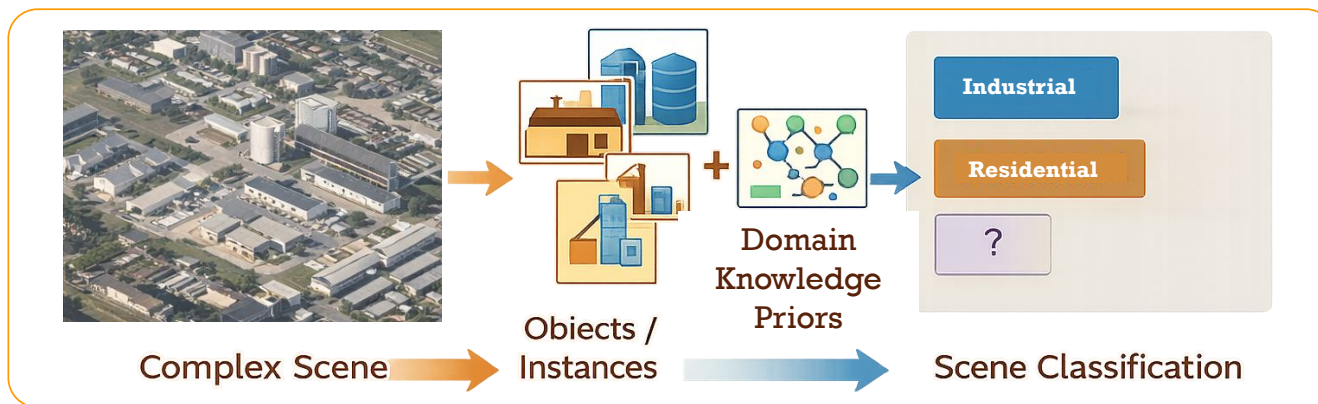 Industrial
Residential
?
Domain
Knowledge
Priors
Complex Scene
Obiects /
Instances
Scene Classification